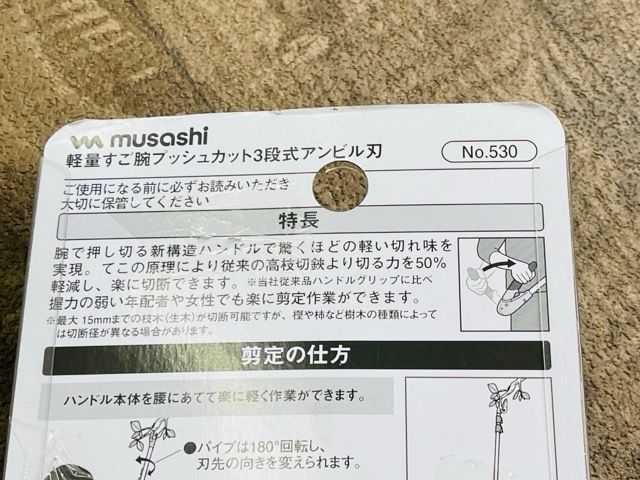 musashi
軽量すご腕プッシュカット3段式アンビル刃
No.530
ご使用になる前に必ずお読みいただき
大切に保管してください
特長
腕で押し切る新構造ハンドルで驚くほどの軽い切れ味を
実現。てこの原理により従来の高枝切鋏より切る力を50%
軽減し、楽に切断できます。※当社従来品ハンドルグリップに比べ
握力の弱い年配者や女性でも楽に剪定作業ができます。
※最大15mmまでの枝木(生木)が切断可能ですが、樫や柿など樹木の種類によって
は切断径が異なる場合があります。
剪定の仕方
ハンドル本体を腰にあてて楽に軽く作業ができます。
●パイプは180°回転し、
刃先の向きを変えられます。